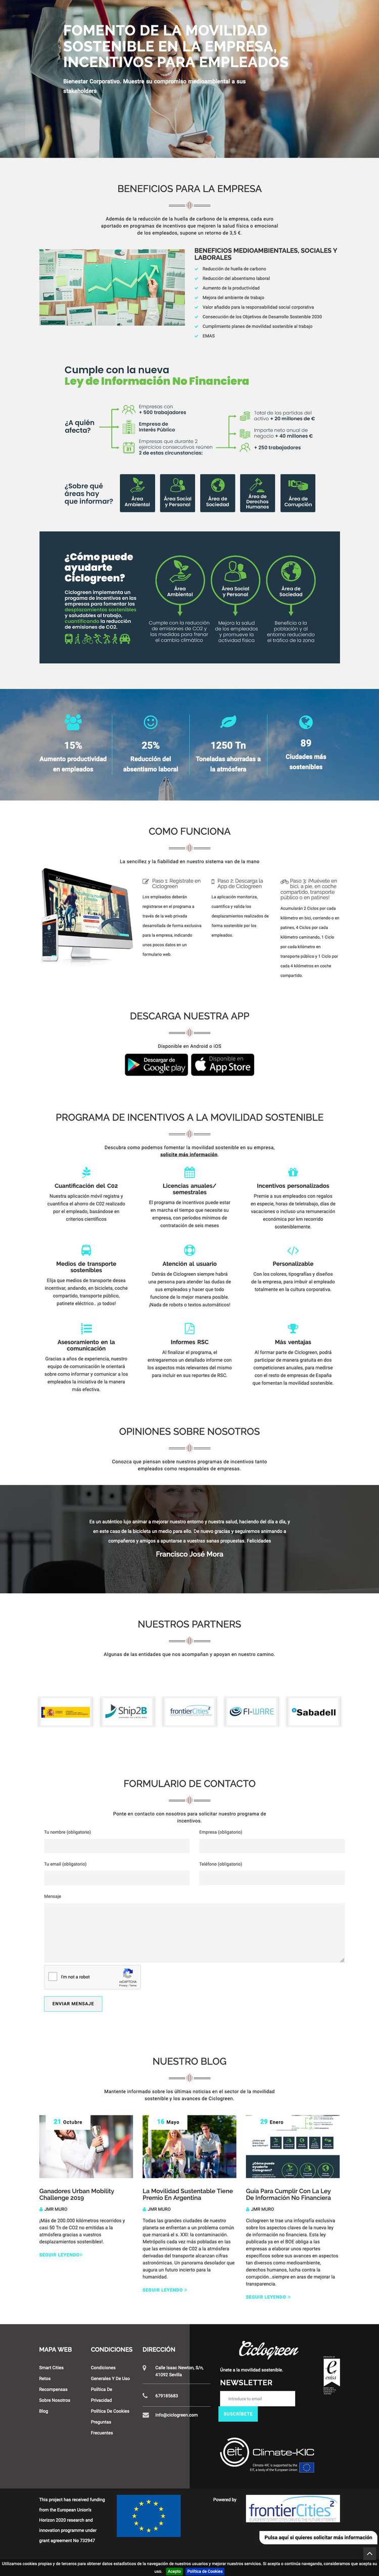 FOMENTO DE LA MOVILIDAD
SOSTENIBLE EN LA EMPRESA,
INCENTIVOS PARA EMPLEADOS
Bienestar Corporativo. Muestre su compromiso medioambiental a sus
stakeholders
BENEFICIOS PARA LA EMPRESA
Además de la reducción de la huella de carbono de la empresa, cada euro
aportado en programas de incentivos que mejoren la salud física o emocional
de los empleados, supone un retorno de 3,5 €.
BENEFICIOS MEDIOAMBIENTALES, SOCIALES Y
LABORALES
Reducción de huella de carbono
Reducción del absentismo laboral
Aumento de la productividad
Mejora del ambiente de trabajo
Valor añadido para la responsabilidad social corporativa
Consecución de los Objetivos de Desarrollo Sostenible 2030
Cumplimiento planes de movilidad sostenible al trabajo
EMAS
Cumple con la nueva
Ley de Información No Financiera
¿A quién
afecta?
Empresas con
+ 500 trabajadores
Empresa de
Interés Público
Empresas que durante 2
ejercicios consecutivos reúnen
2 de estas circunstancias:
Total de las partidas del
activo + 20 millones de €
Importe neto anual de
negocio + 40 millones €
+ 250 trabajadores
¿Sobre qué
áreas hay
que informar?
Área
Ambiental
Área Social
y Personal
Área de
Sociedad
Área de
Derechos
Humanos
Área de
Corrupción
¿Cómo puede
ayudarte
Ciclogreen?
Ciclogreen implementa un
programa de incentivos en las
empresas para fomentar los
desplazamientos sostenibles
y saludables al trabajo,
cuantificando la reducción
de emisiones de CO2.
Área
Ambiental
Área Social
y Personal
Área de
Sociedad
Cumple con la reducción
de emisiones de CO2 y
las medidas para frenar
el cambio climático
Mejora la salud
de los empleados
y promueve la
actividad física
Beneficia a la
población y al
entorno reduciendo
el tráfico de la zona
15%
Aumento productividad
en empleados
25%
Reducción del
absentismo laboral
1250 Tn
Toneladas ahorradas a
la atmósfera
89
Ciudades más
sostenibles
COMO FUNCIONA
La sencillez y la fiabilidad en nuestro sistema van de la mano
Paso 1: Regístrate en
Ciclogreen
Los empleados deberán
registrarse en el programa a
través de la web privada
desarrollada de forma exclusiva
para la empresa, indicando
unos pocos datos en un
formulario web.
Paso 2: Descarga la
App de Ciclogreen
La aplicación monitoriza,
cuantifica y valida los
desplazamientos realizados de
forma sostenible por los
empleados.
Paso 3: ¡Muévete en
bici, a pie, en coche
compartido, transporte
público o en patines!
Acumularán 2 Ciclos por cada
kilómetro en bici, corriendo o en
patines, 4 Ciclos por cada
kilómetro caminando, 1 Ciclo
por cada kilómetro en
transporte público y 1 Ciclo por
cada 4 kilómetros en coche
compartido.
DESCARGA NUESTRA APP
Disponible en Android o iOS
Descargar de
Google play
Disponible en
App Store
PROGRAMA DE INCENTIVOS A LA MOVILIDAD SOSTENIBLE
Descubra como podemos fomentar la movilidad sostenible en su empresa,
solicite más información.
Cuantificación del Co2
Nuestra aplicación móvil registra y
cuantifica el ahorro de C02 realizado
por el empleado, basándose en
criterios científicos
Licencias anuales/
semestrales
El programa de incentivos puede estar
en marcha el tiempo que necesite su
empresa, con periodos mínimos de
contratación de seis meses
Incentivos personalizados
Premie a sus empleados con regalos
en especie, horas de teletrabajo, días de
vacaciones o incluso una remuneración
económica por km recorrido
sosteniblemente.
Medios de transporte
sostenibles
Elija que medios de transporte desea
incentivar, andando, en bicicleta, coche
compartido, transporte público,
patinete eléctrico.. ¡o todos!
Atención al usuario
Detrás de Ciclogreen siempre habrá
una persona para atender las dudas de
sus empleados y hacer que todo
funcione de la mejor manera posible.
¡Nada de robots o textos automáticos!
Personalizable
Con los colores, tipografías y diseños
de la empresa, para imbuir al empleado
totalmente en la cultura corporativa.
Asesoramiento en la
comunicación
Gracias a años de experiencia, nuestro
equipo de comunicación le orientará
sobre como informar y comunicar a los
empleados la iniciativa de la manera
más efectiva.
Informes RSC
Al finalizar el programa, el
entregaremos un detallado informe con
los aspectos más relevantes del mismo
para incluir en sus reportes de RSC.
Más ventajas
Al formar parte de Ciclogreen, podrá
participar de manera gratuita en dos
competiciones anuales, para medirse
con el resto de empresas de España
que fomentan la movilidad sostenible.
OPINIONES SOBRE NOSOTROS
Conozca que piensan sobre nuestros programas de incentivos tanto
empleados como responsables de empresas.
Es un auténtico lujo animar a mejorar nuestro entorno y nuestra salud, haciendo del día a día, y
en este caso de la bicicleta un medio para ello. De nuevo gracias y seguiremos animando a
compañeros y amigos a apuntarse a vuestras sanas propuestas. Felicidades
Francisco José Mora
NUESTROS PARTNERS
Algunas de las entidades que nos acompañan y apoyan en nuestro camino.
Ship2B
frontierCities2
FI-WARE
Sabadell
FORMULARIO DE CONTACTO
Ponte en contacto con nosotros para solicitar nuestro programa de
incentivos.
Tu nombre (obligatorio)
Empresa (obligatorio)
Tu email (obligatorio)
Teléfono (obligatorio)
Mensaje
I'm not a robot
reCAPTCHA
Privacy - Terms
ENVIAR MENSAJE
NUESTRO BLOG
Mantente informado sobre las últimas noticias en el sector de la movilidad
sostenible y los avances de Ciclogreen.
21 Octubre
16 Mayo
29 Enero
Ganadores Urban Mobility
Challenge 2019
JMR MURO
¡Más de 200.000 kilómetros recorridos y
casi 50 Tn de CO2 no emitidas a la
atmósfera gracias a vuestros
desplazamientos sostenibles!
SEGUIR LEYENDO >
La Movilidad Sustentable Tiene
Premio En Argentina
JMR MURO
Todas las grandes ciudades de nuestro
planeta se enfrentan a un problema común
que marcará el s. XXI: la contaminación.
Metrópolis cada vez más pobladas en las
que las emisiones de CO2 a la atmósfera
derivadas del transporte alcanzan cifras
astronómicas. Un panorama desolador que
augura un futuro incierto para la
humanidad.
SEGUIR LEYENDO >
Guía Para Cumplir Con La Ley
De Información No Financiera
JMR MURO
Ciclogreen te trae una infografía exclusiva
sobre los aspectos claves de la nueva ley
de información no financiera. La normativa
publicada ya en el BOE obliga a las
empresas a elaborar unos reports
específicos sobre sus avances en aspectos
tan diversos como medioambiente,
derechos humanos, lucha contra la
corrupción...siempre en aras de mejorar la
transparencia.
SEGUIR LEYENDO >
MAPA WEB
Smart Cities
Retos
Recompensas
Sobre Nosotros
Blog
CONDICIONES
Condiciones
Generales Y De Uso
Política De
Privacidad
Política De Cookies
Preguntas
Frecuentes
DIRECCIÓN
Calle Isaac Newton, S/n,
41092 Sevilla
679185683
info@ciclogreen.com
Ciclogreen
Únete a la movilidad sostenible.
NEWSLETTER
Introduce tu email
SUSCRÍBETE
eit Climate-KIC
Climate-KIC is supported by the
EIT, a body of the European Union
This project has received funding
from the European Union's
Horizon 2020 research and
innovation programme under
grant agreement No 732947
Powered by
frontierCities2
Pulsa aquí si quieres solicitar más información
Utilizamos cookies propias y de terceros para obtener datos estadísticos de la navegación de nuestros usuarios y mejorar nuestros servicios. Si acepta o continúa navegando, consideramos que acepta su
uso. Acepto Política de Cookies